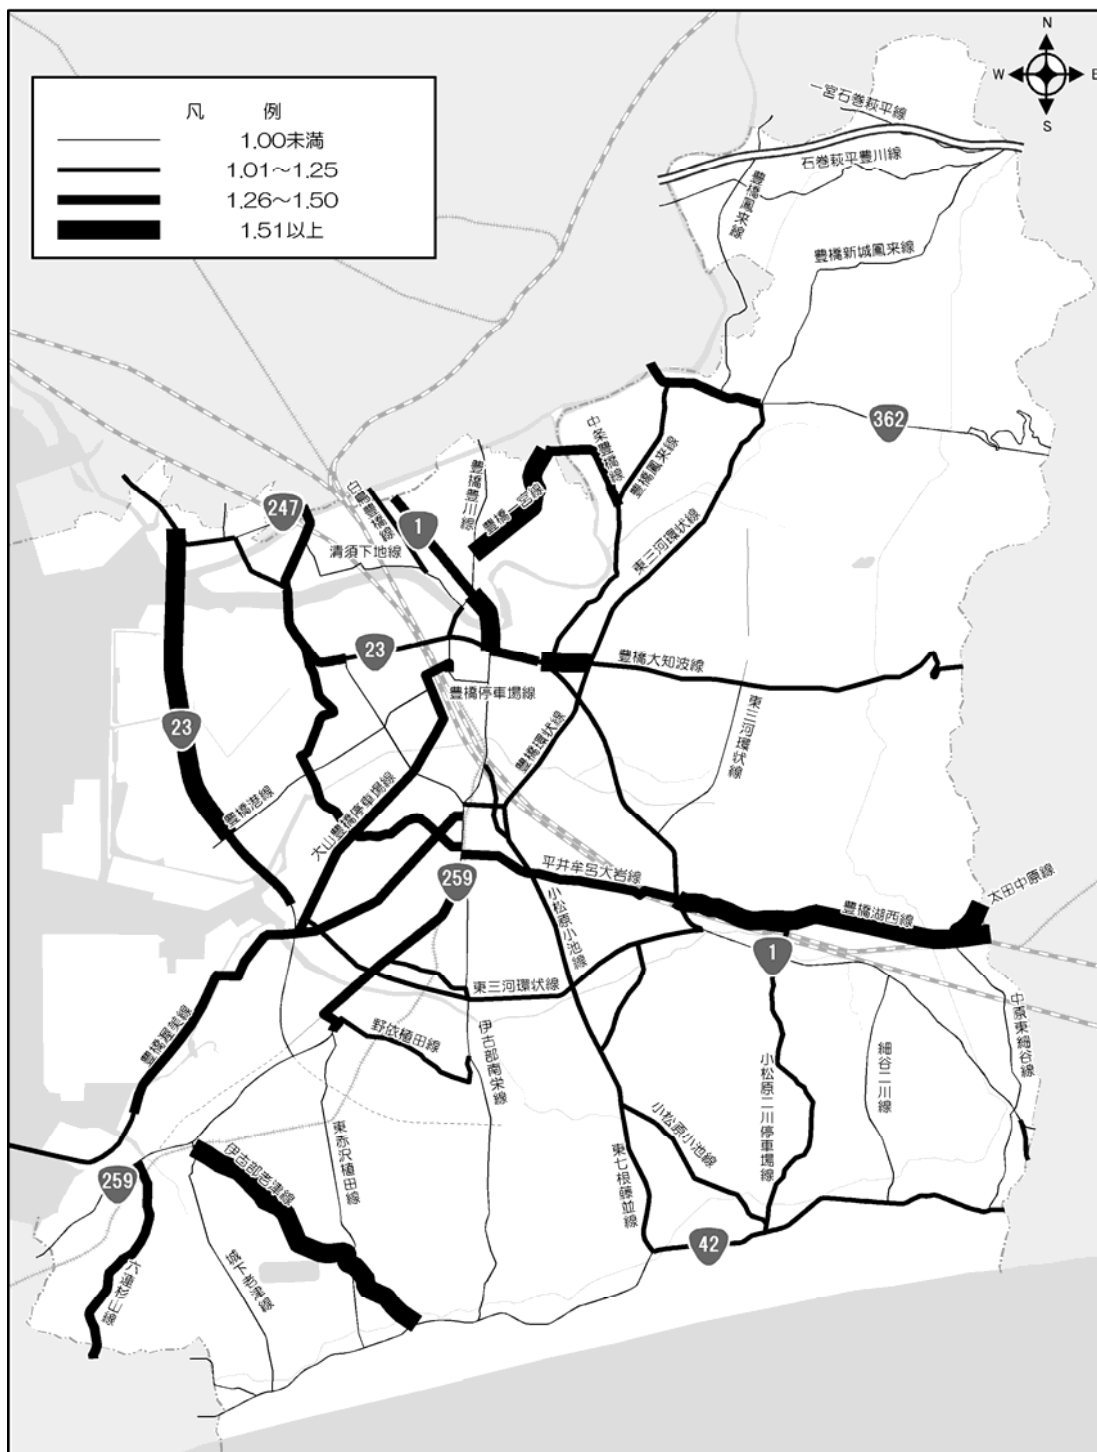 N
W
E
S
凡 例
1.00未満
1.01～1.25
1.26～1.50
1.51以上
一宮石巻萩平線
石巻萩平豊川線
豊橋鳳来線
豊橋新城鳳来線
362
中条豊橋線
豊橋鳳来線
豊橋豊川線
豊橋一宮線
白鳥豊橋線
247
1
清須下地線
東三河環状線
23
豊橋大知波線
豊橋停車場線
東三河環状線
23
豊橋環状線
豊橋港線
大山豊橋停車場線
平井牟呂大岩線
259
小松原小池線
太田中原線
豊橋湖西線
1
東三河環状線
中原東細谷線
豊橋渥美線
野依植田線
伊古部南栄線
小松原二川停車場線
細谷二川線
小松原小池線
東赤沢植田線
東七根藤並線
伊古部老津線
259
42
城下老津線
六連杉山線